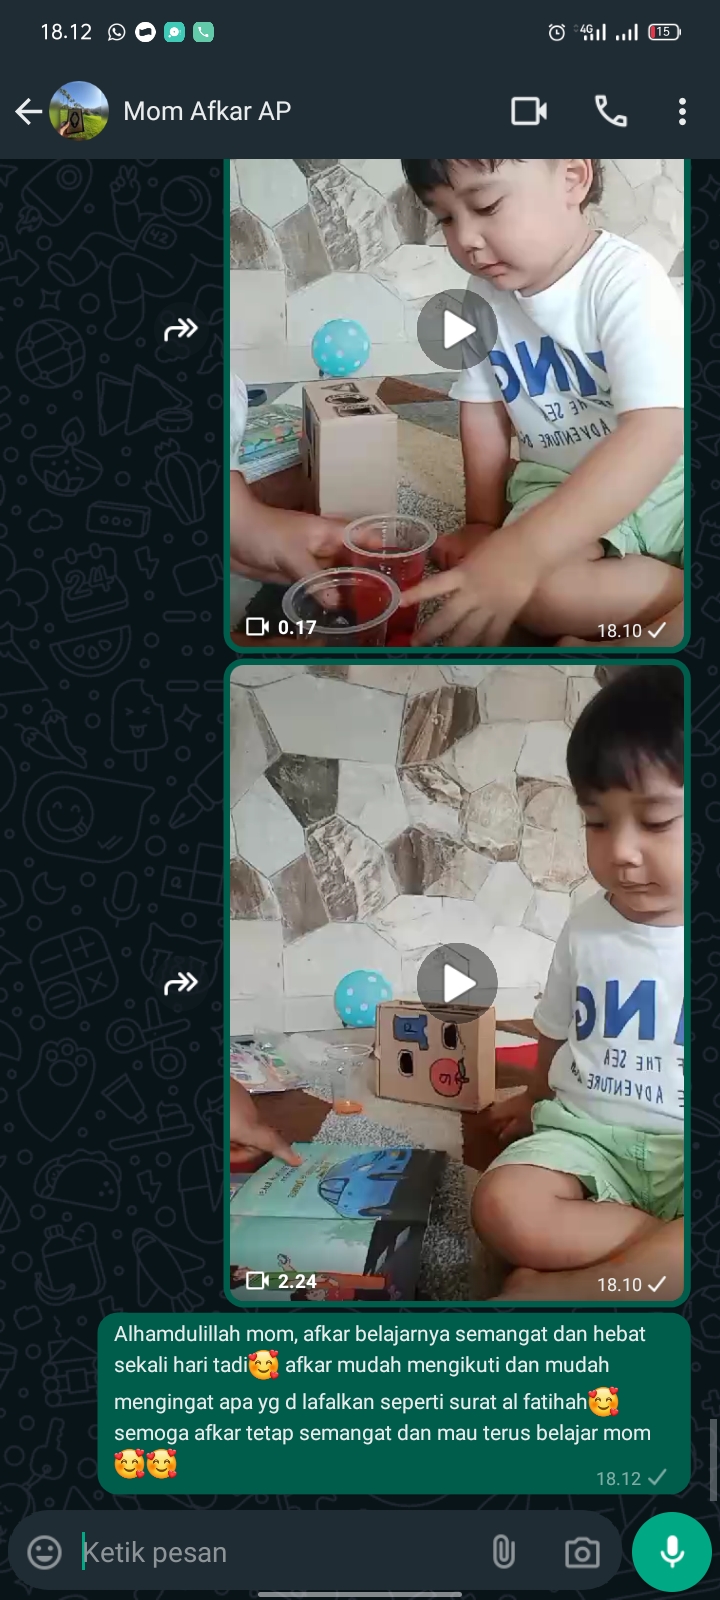 18.12
4G
15
Mom Afkar AP
0.17
18.10
2.24
18.10
Alhamdulillah mom, afkar belajarnya semangat dan hebat
sekali hari tadi🥰 afkar mudah mengikuti dan mudah
mengingat apa yg d lafalkan seperti surat al fatihah🥰
semoga afkar tetap semangat dan mau terus belajar mom
🥰🥰
18.12
Ketik pesan